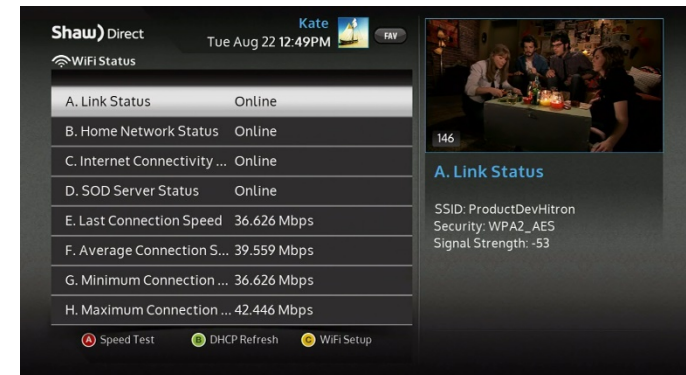 Shaw) Direct
Kate
Tue Aug 22 12:49PM
FAV
WiFi Status
A. Link Status Online
B. Home Network Status Online
C. Internet Connectivity ... Online
D. SOD Server Status Online
E. Last Connection Speed 36.626 Mbps
F. Average Connection S... 39.559 Mbps
G. Minimum Connection ... 36.626 Mbps
H. Maximum Connection ... 42.446 Mbps
A Speed Test B DHCP Refresh C WiFi Setup
146
A. Link Status
SSID: ProductDevHitron
Security: WPA2_AES
Signal Strength: -53